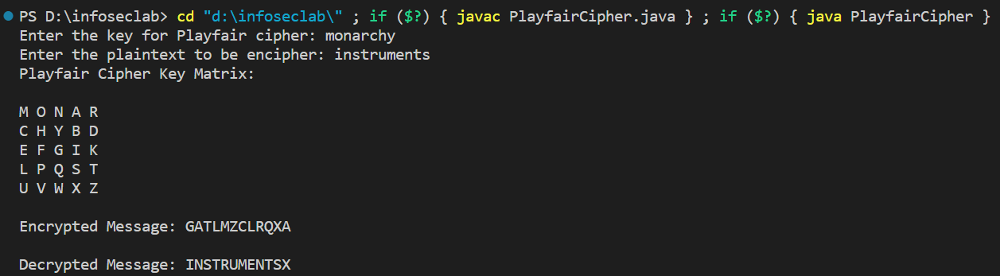 PS D:\infoseclab> cd "d:\infoseclab\" ; if ($?) { javac PlayfairCipher.java } ; if ($?) { java PlayfairCipher }
Enter the key for Playfair cipher: monarchy
Enter the plaintext to be encipher: instruments
Playfair Cipher Key Matrix:
M O N A R
C H Y B D
E F G I K
L P Q S T
U V W X Z
Encrypted Message: GATLMZCLRQXA
Decrypted Message: INSTRUMENTSX